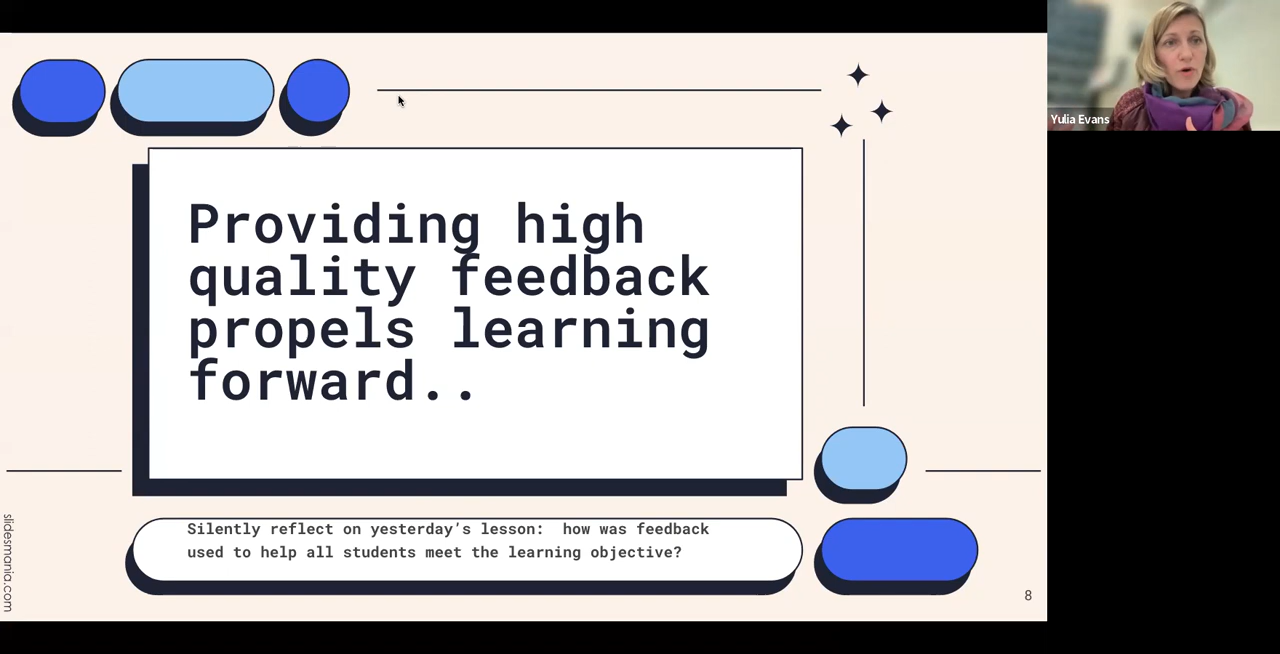 Providing high
quality feedback
propels learning
forward..
Silently reflect on yesterday’s lesson:  how was feedback
used to help all students meet the learning objective?
8
slidesmania.com
Yulia Evans